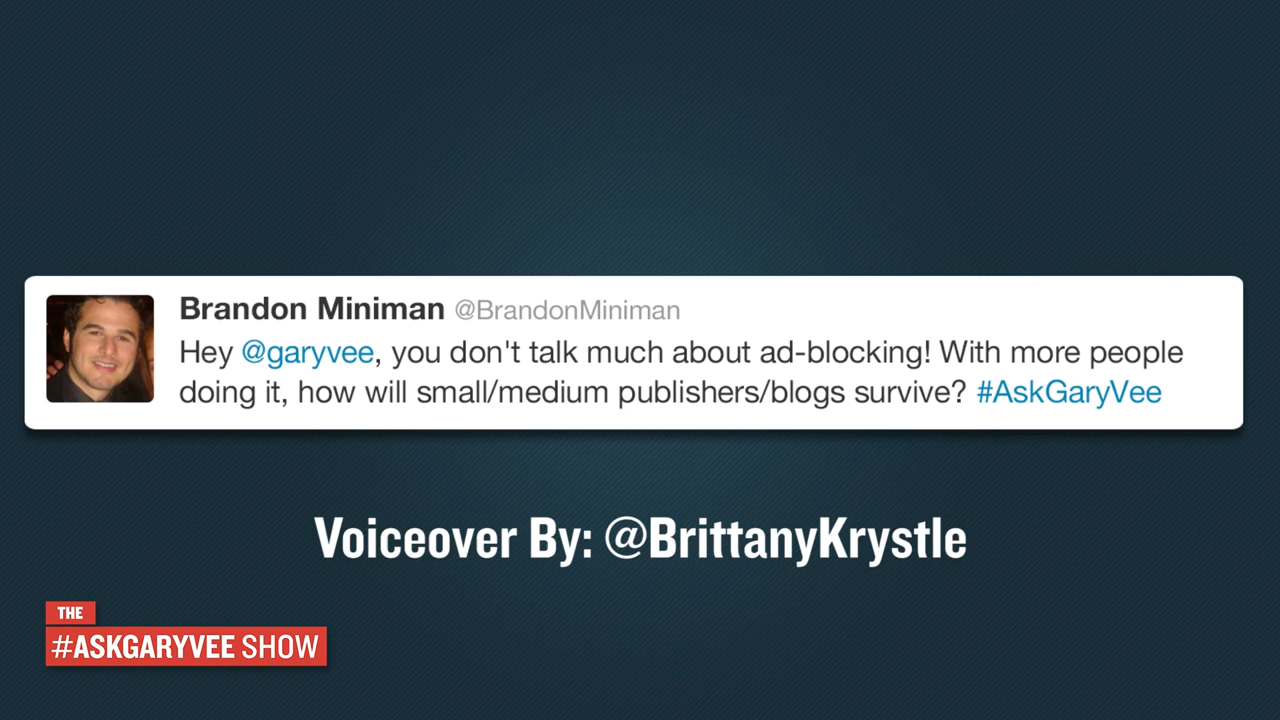 Brandon Miniman @BrandonMiniman
Hey @garyvee, you don't talk much about ad-blocking! With more people
doing it, how will small/medium publishers/blogs survive? #AskGaryVee
Voiceover By: @BrittanyKrystle
THE
#ASKGARYVEE SHOW